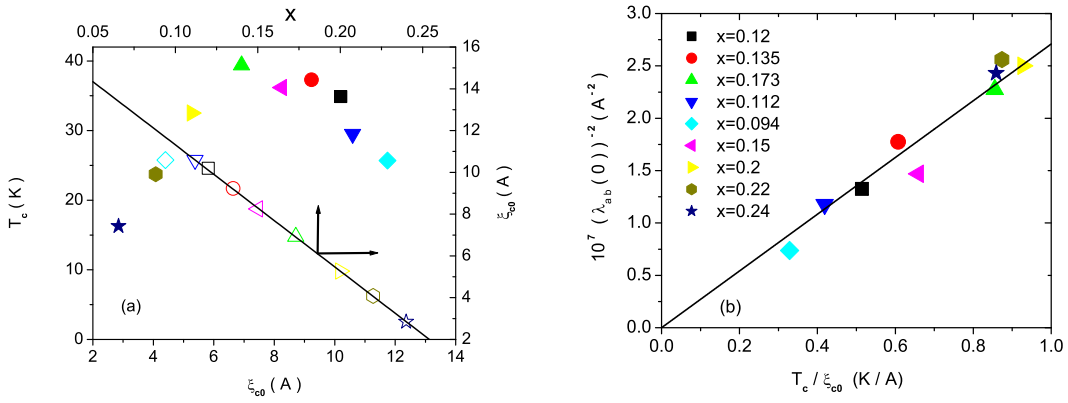 x
0.05 0.10 0.15 0.20 0.25
40
30
20
10
0
T_c ( K )
16
14
12
10
8
6
4
2
ξ_c0 ( A )
(a)
2 4 6 8 10 12 14
ξ_c0 ( A )
3.0
2.5
2.0
1.5
1.0
0.5
0.0
10^7 ( λ_ab ( 0 ) )^-2 ( A^-2 )
x=0.12
x=0.135
x=0.173
x=0.112
x=0.094
x=0.15
x=0.2
x=0.22
x=0.24
(b)
0.0 0.2 0.4 0.6 0.8 1.0
T_c / ξ_c0 (K / A)